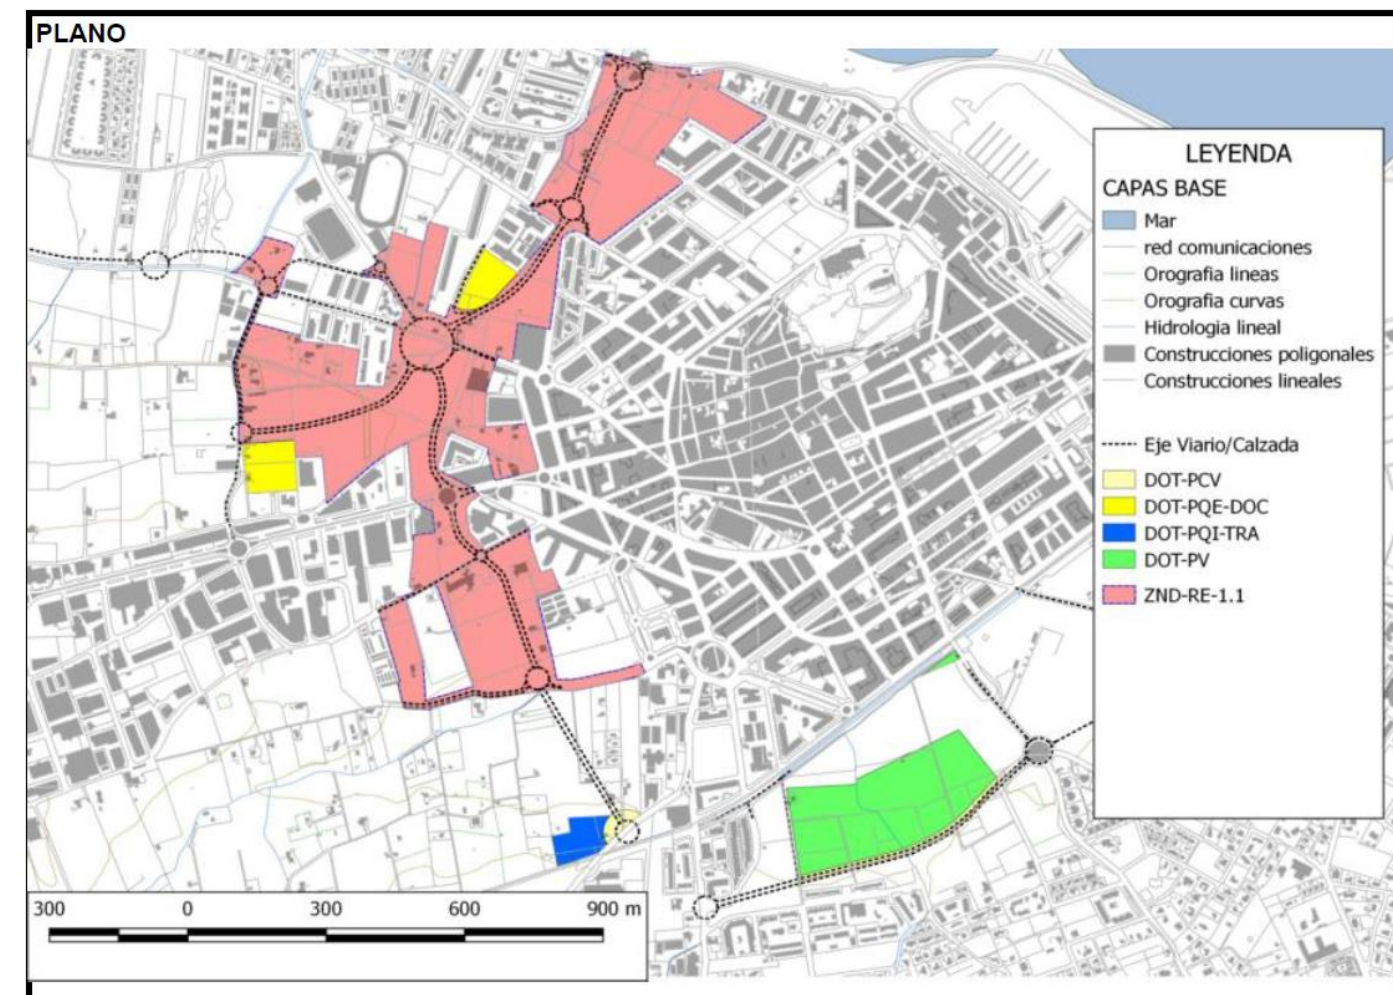 PLANO
LEYENDA
CAPAS BASE
Mar
red comunicaciones
Orografia lineas
Orografia curvas
Hidrologia lineal
Construcciones poligonales
Construcciones lineales
Eje Viario/Calzada
DOT-PCV
DOT-PQE-DOC
DOT-PQI-TRA
DOT-PV
ZND-RE-1.1
300 0 300 600 900 m